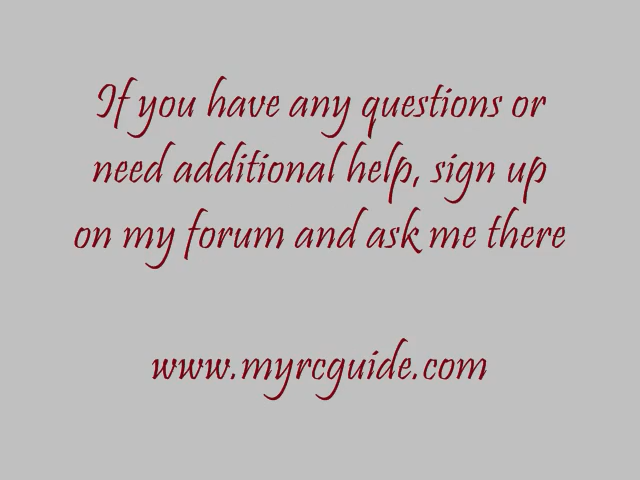 If you have any questions or
need additional help, sign up
on my forum and ask me there
www.myrcguide.com